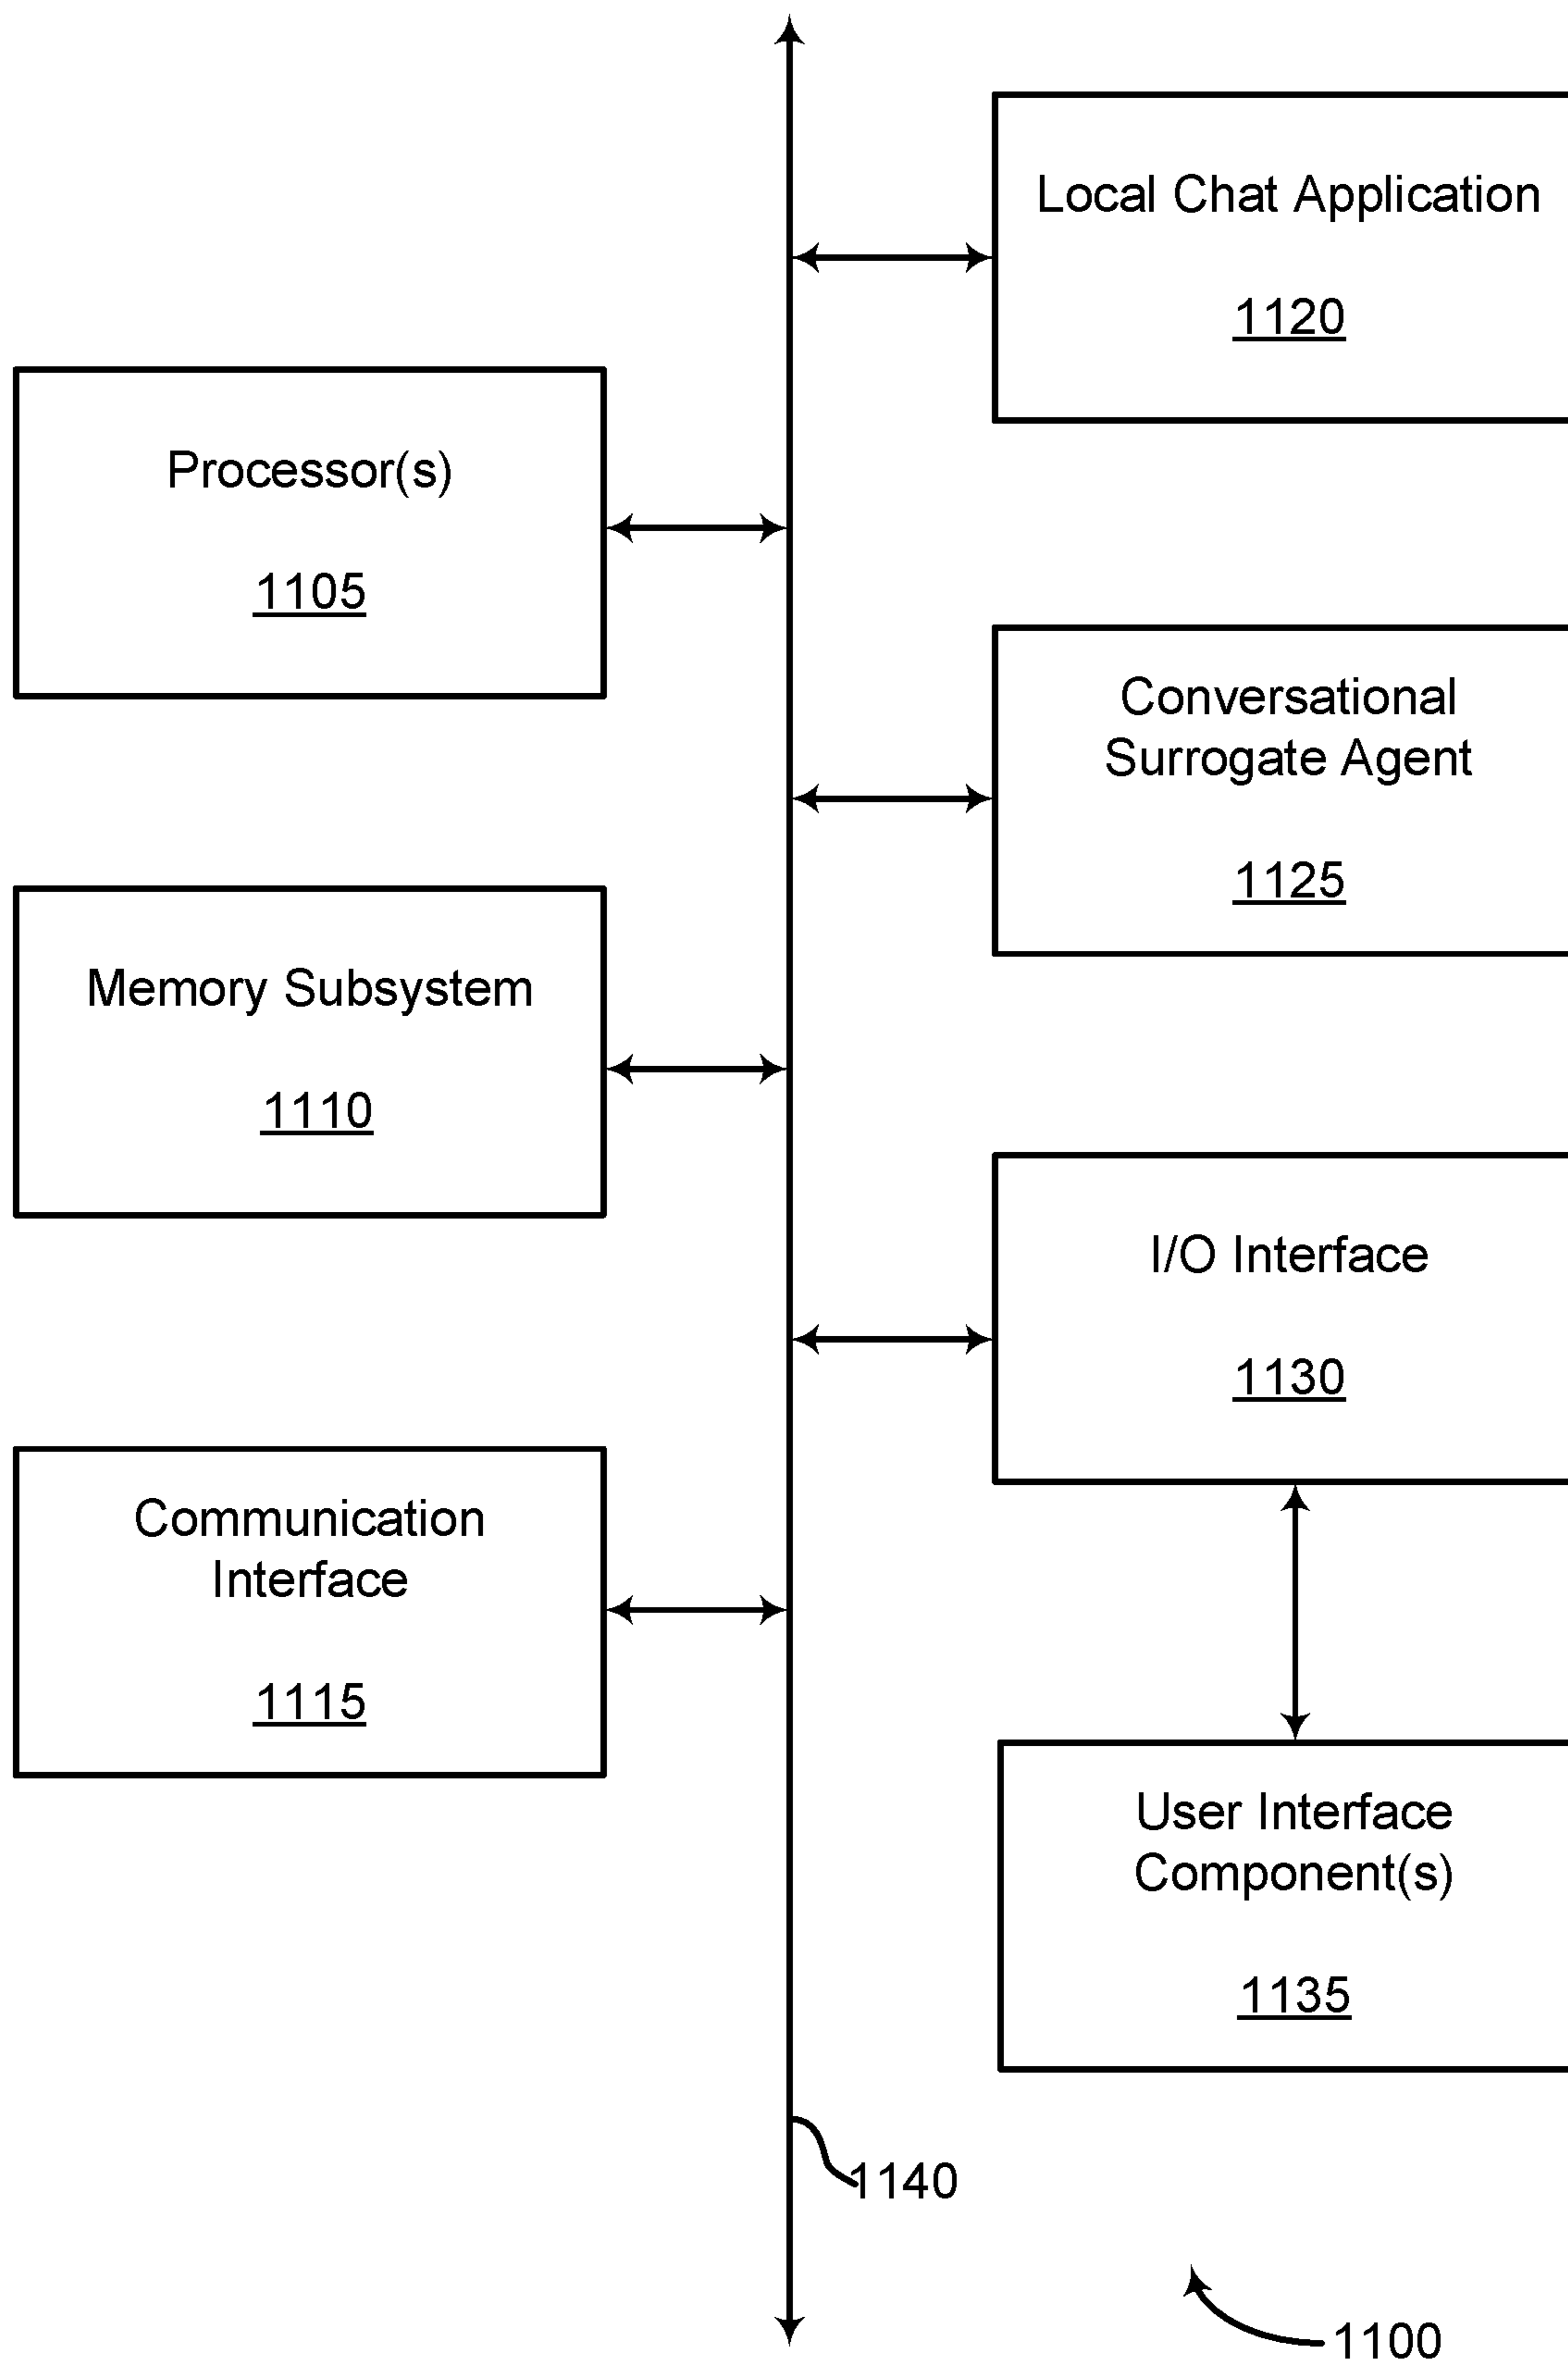 Local Chat Application
1120
Processor(s)
1105
Conversational
Surrogate Agent
1125
Memory Subsystem
1110
I/O Interface
1130
Communication
Interface
1115
User Interface
Component(s)
1135
1140
1100